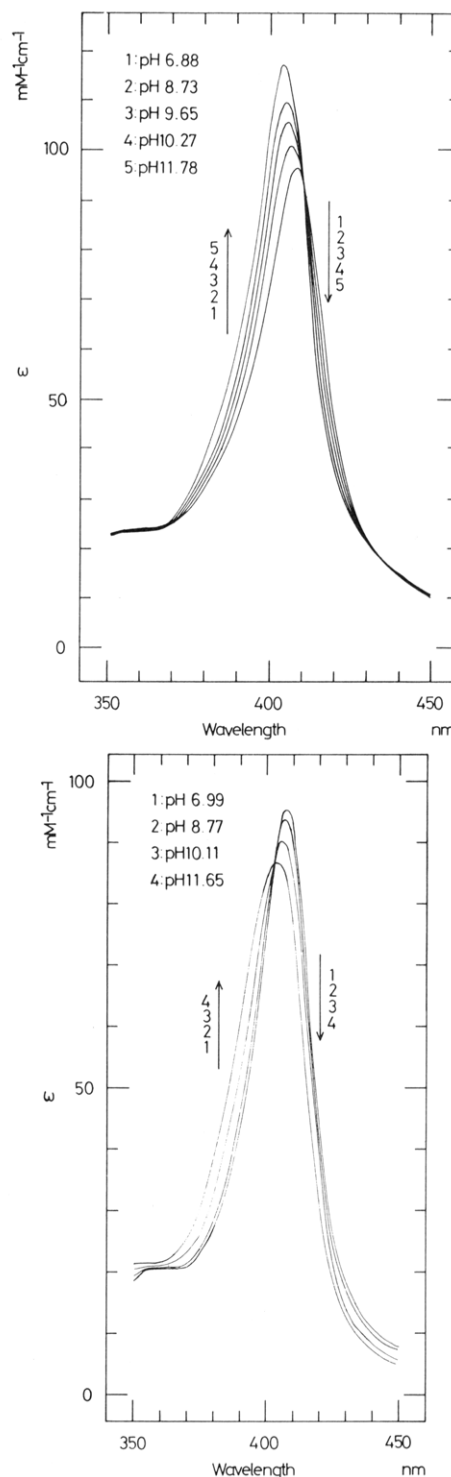 mM-1cm-1
1:pH 6.88
2:pH 8.73
3:pH 9.65
4:pH10.27
5:pH11.78
100
5
4
3
2
1
1
2
3
4
5
ε
50
0
350
400
450
Wavelength
nm
100
mM-1cm-1
1:pH 6.99
2:pH 8.77
3:pH10.11
4:pH11.65
4
3
2
1
1
2
3
4
50
ε
0
350
400
450
Wavelength
nm